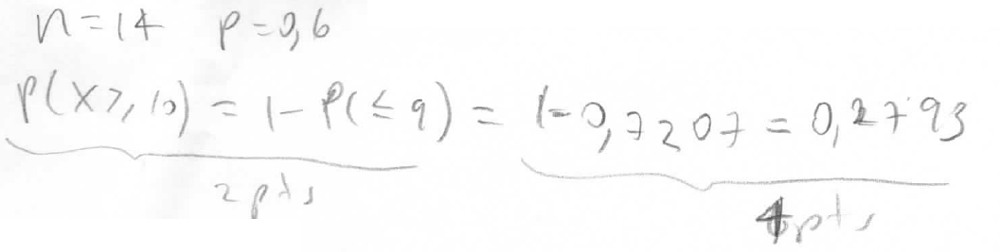 n=14 p=0,6
P(X≥10) = 1-P(≤9) = 1-0,7207 = 0,2793
2pts
4pts